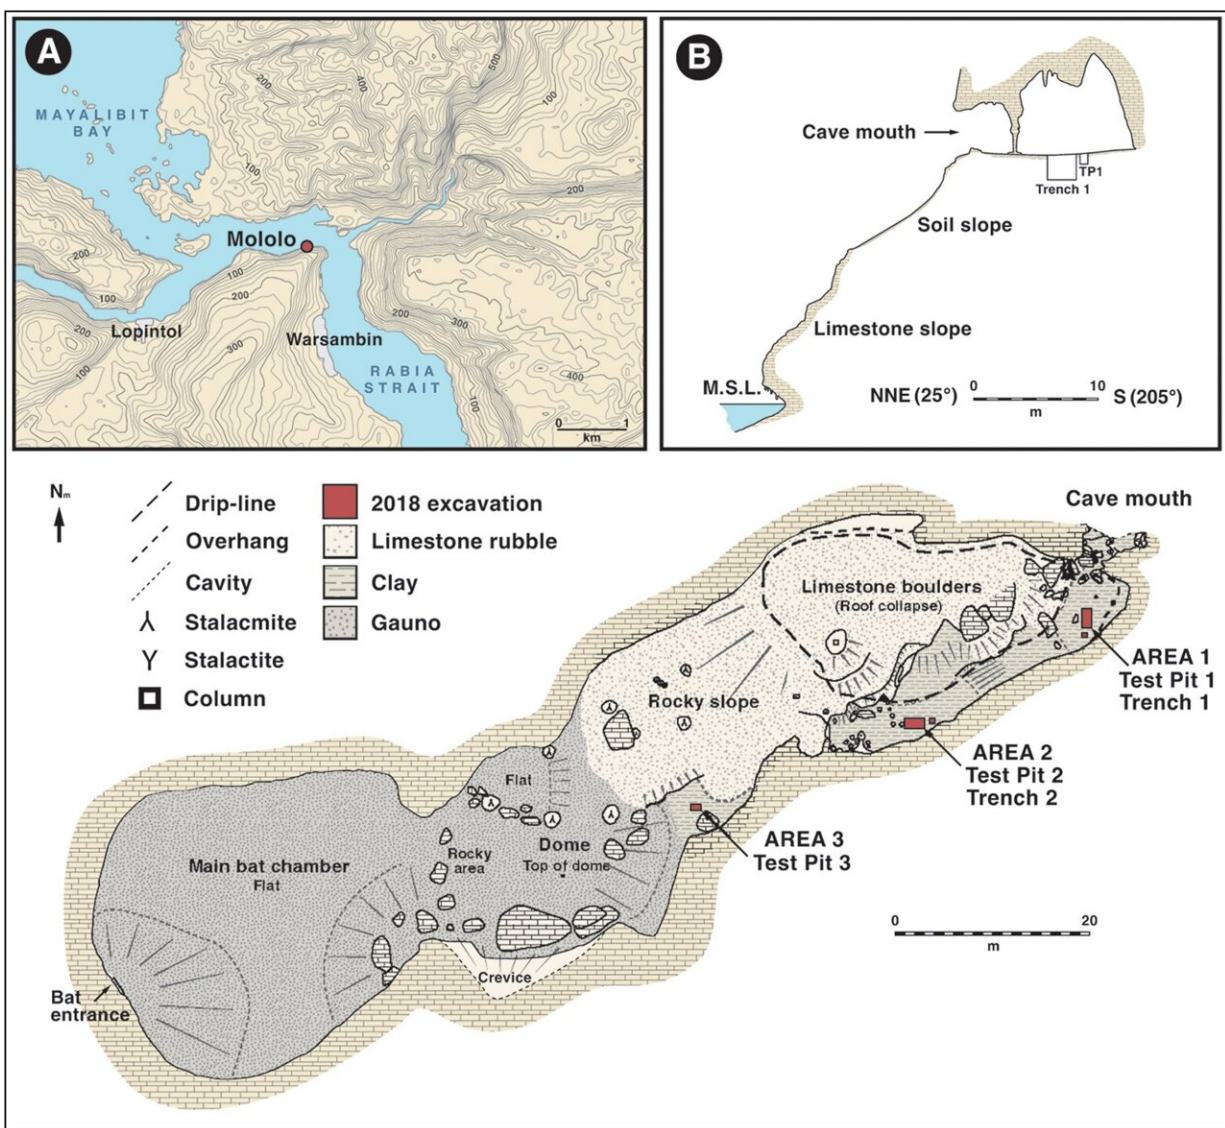 A
MAYALIBIT
BAY
200
400
500
100
100
200
Mololo
200
100
100
200
200
300
200
300
400
100
100
Lopintol
Warsambin
RABIA
STRAIT
0 1
km
B
Cave mouth
TP1
Trench 1
Soil slope
Limestone slope
M.S.L.
NNE (25°)
0 10
m
S (205°)
Nm
Drip-line
Overhang
Cavity
Stalacmite
Stalactite
Column
2018 excavation
Limestone rubble
Clay
Gauno
Cave mouth
Limestone boulders
(Roof collapse)
AREA 1
Test Pit 1
Trench 1
Rocky slope
AREA 2
Test Pit 2
Trench 2
Flat
AREA 3
Test Pit 3
Dome
Top of dome
Rocky
area
Main bat chamber
Flat
Crevice
Bat
entrance
0 20
m